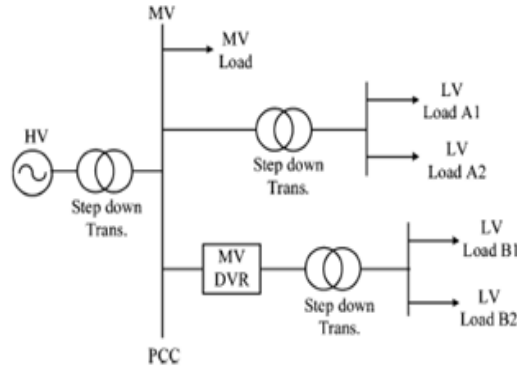 MV
MV
Load
HV
Step down
Trans.
Step down
Trans.
LV
Load A1
LV
Load A2
MV
DVR
Step down
Trans.
LV
Load B1
LV
Load B2
PCC